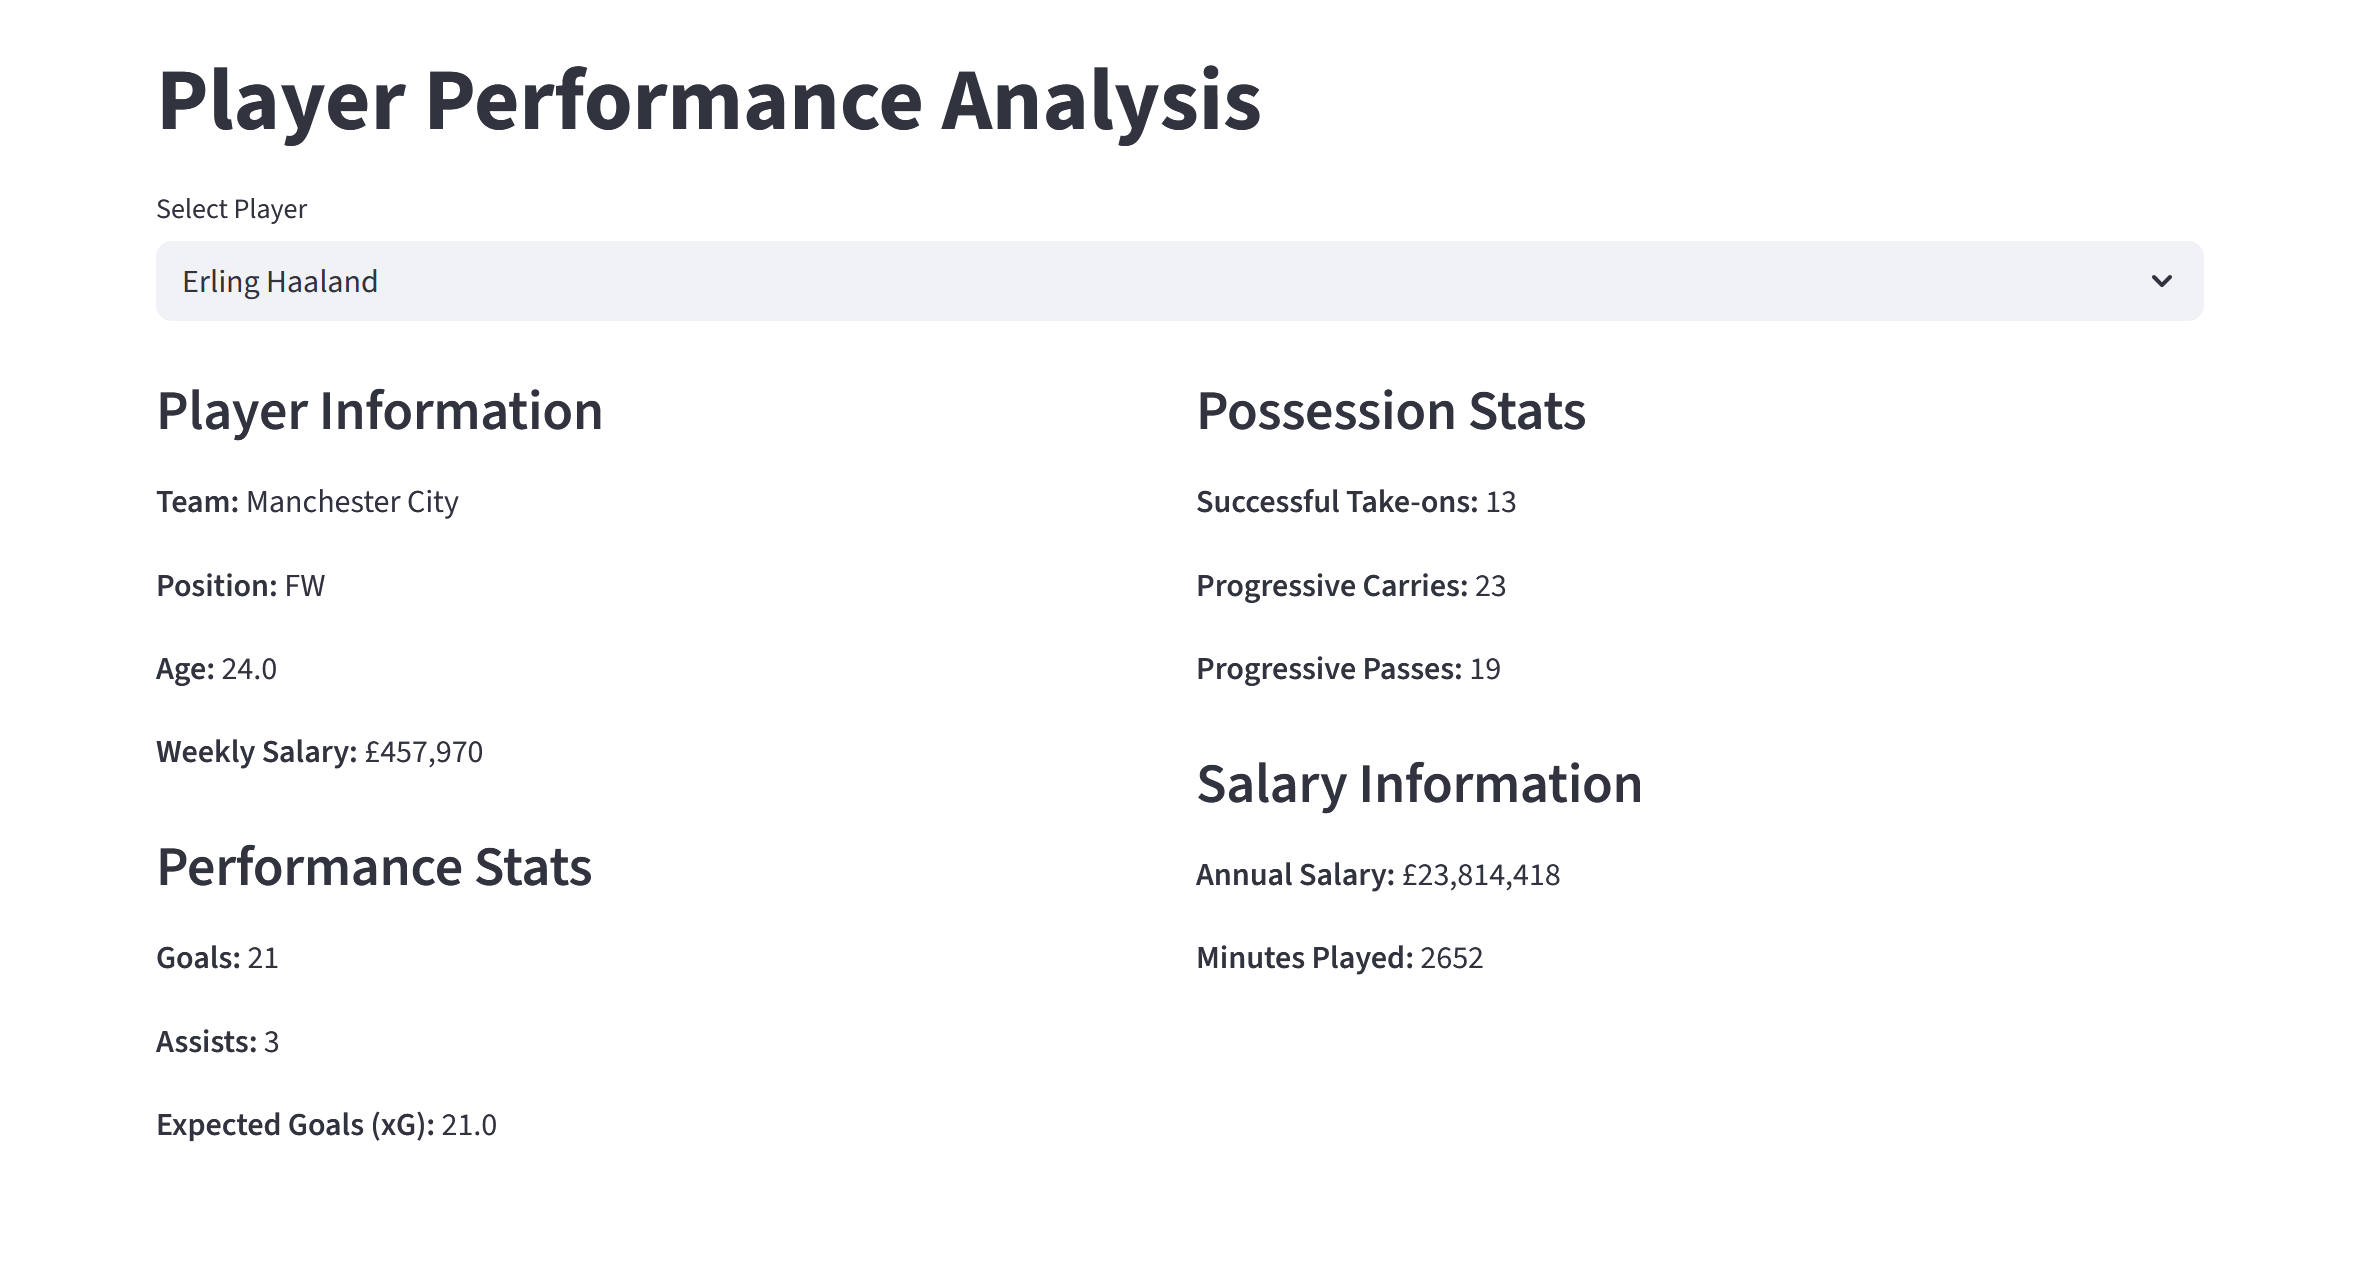 Player Performance Analysis
Select Player
Erling Haaland
Player Information
Team: Manchester City
Position: FW
Age: 24.0
Weekly Salary: £457,970
Performance Stats
Goals: 21
Assists: 3
Expected Goals (xG): 21.0
Possession Stats
Successful Take-ons: 13
Progressive Carries: 23
Progressive Passes: 19
Salary Information
Annual Salary: £23,814,418
Minutes Played: 2652